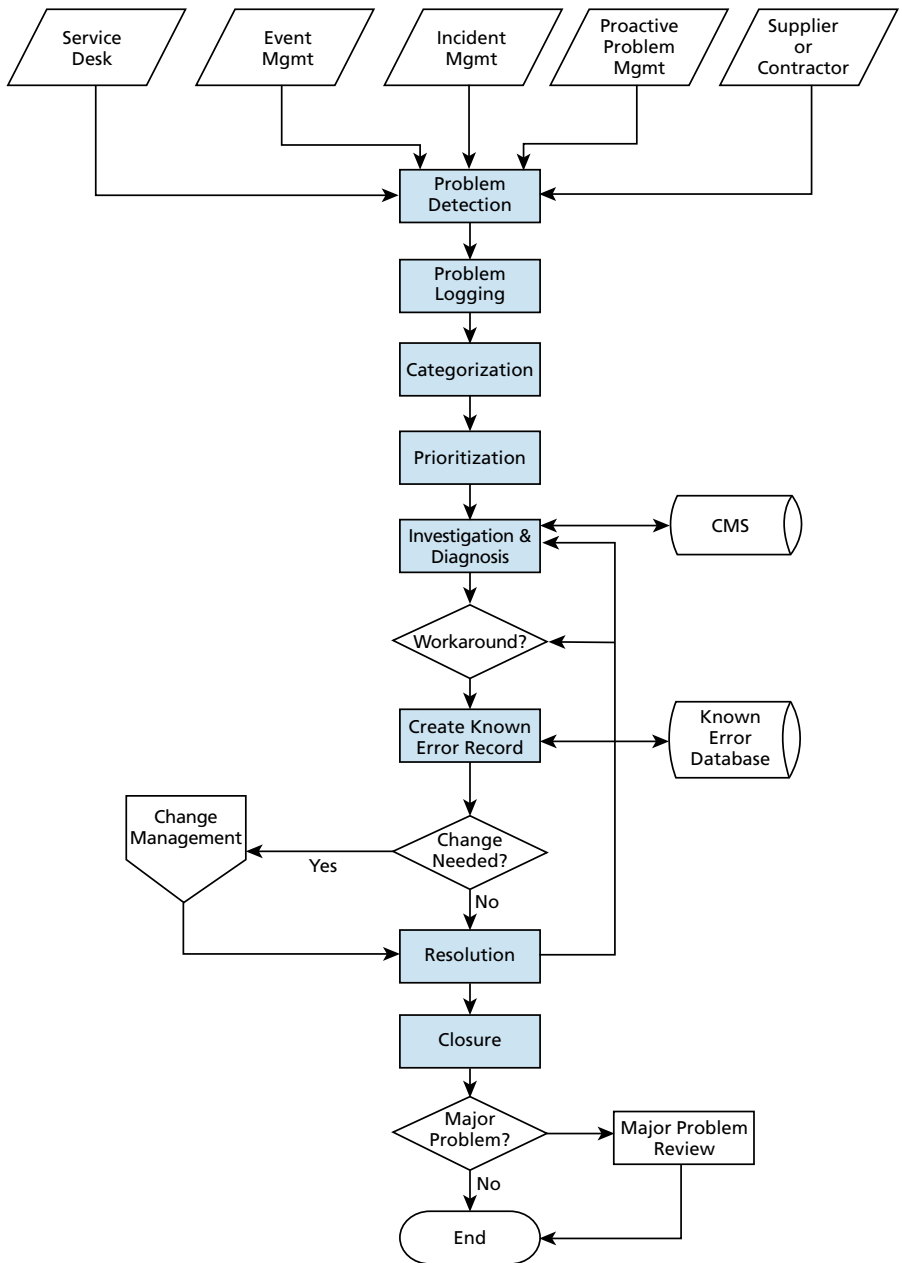 Service
Desk
Event
Mgmt
Incident
Mgmt
Proactive
Problem
Mgmt
Supplier
or
Contractor
Problem
Detection
Problem
Logging
Categorization
Prioritization
Investigation &
Diagnosis
CMS
Workaround?
Create Known
Error Record
Known
Error
Database
Change
Management
Change
Needed?
Yes
No
Resolution
Closure
Major
Problem?
Major Problem
Review
No
End